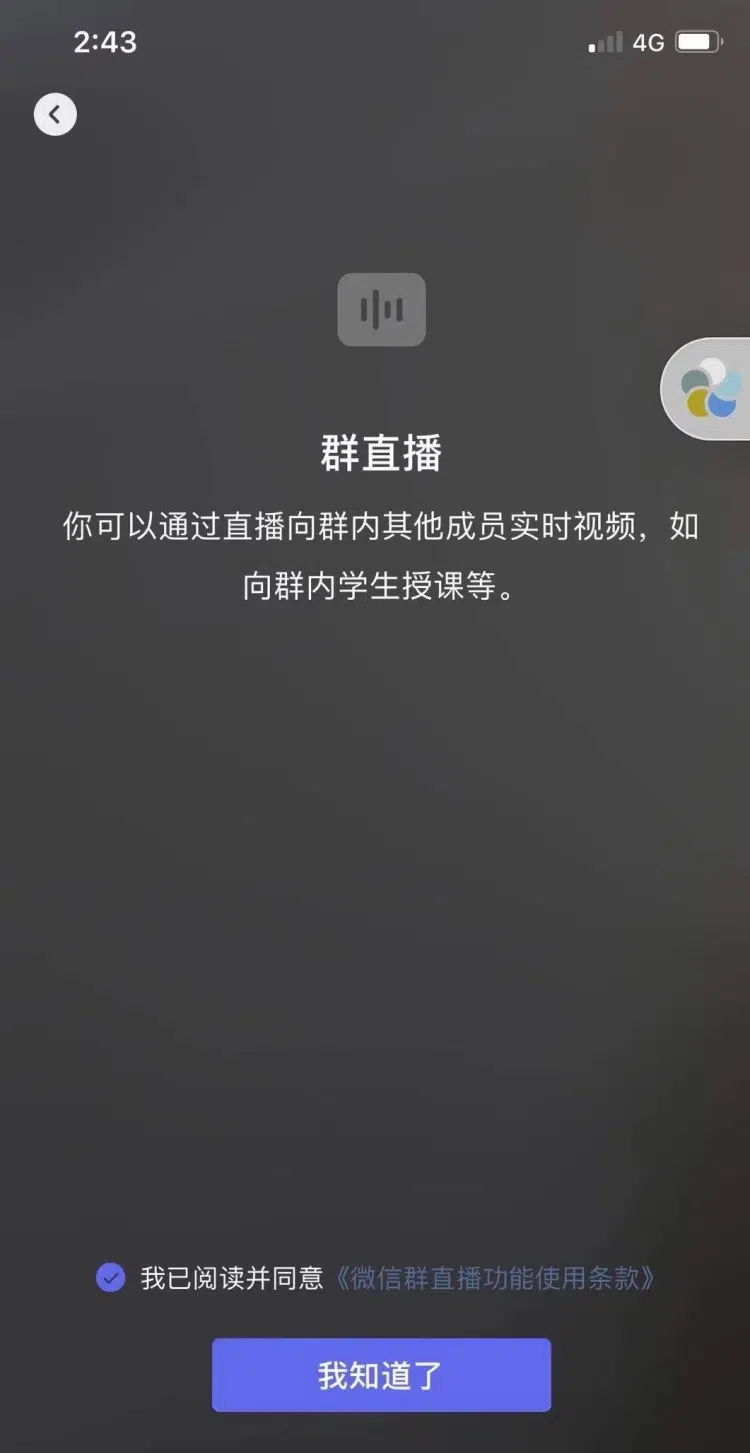 2:43
4G
群直播
你可以通过直播向群内其他成员实时视频，如
向群内学生授课等。
我已阅读并同意《微信群直播功能使用条款》
我知道了